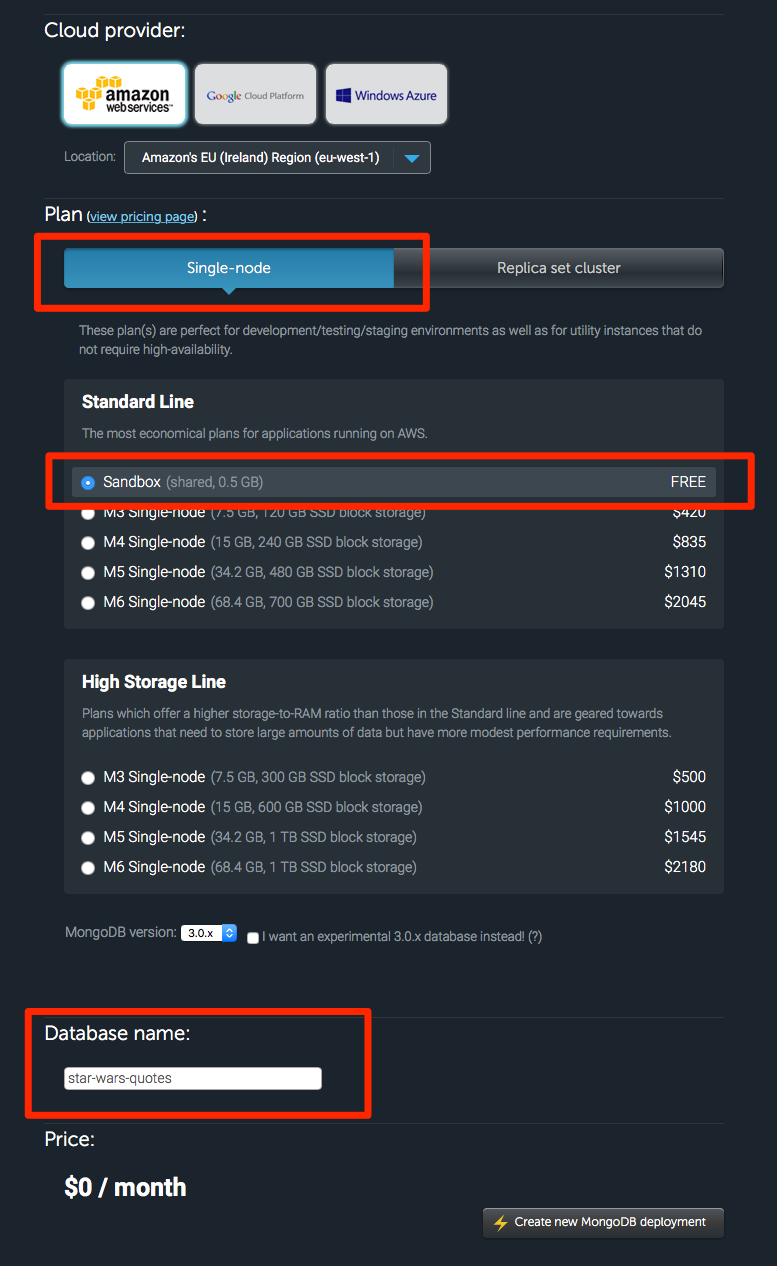 Cloud provider:
amazon
webservices™
Google Cloud Platform
Windows Azure
Location: Amazon's EU (Ireland) Region (eu-west-1)
Plan (view pricing page) :
Single-node Replica set cluster
These plan(s) are perfect for development/testing/staging environments as well as for utility instances that do
not require high-availability.
Standard Line
The most economical plans for applications running on AWS.
Sandbox (shared, 0.5 GB) FREE
M3 Single-node (7.5 GB, 120 GB SSD block storage) $420
M4 Single-node (15 GB, 240 GB SSD block storage) $835
M5 Single-node (34.2 GB, 480 GB SSD block storage) $1310
M6 Single-node (68.4 GB, 700 GB SSD block storage) $2045
High Storage Line
Plans which offer a higher storage-to-RAM ratio than those in the Standard line and are geared towards
applications that need to store large amounts of data but have more modest performance requirements.
M3 Single-node (7.5 GB, 300 GB SSD block storage) $500
M4 Single-node (15 GB, 600 GB SSD block storage) $1000
M5 Single-node (34.2 GB, 1 TB SSD block storage) $1545
M6 Single-node (68.4 GB, 1 TB SSD block storage) $2180
MongoDB version: 3.0.x I want an experimental 3.0.x database instead! (?)
Database name:
star-wars-quotes
Price:
$0 / month
Create new MongoDB deployment